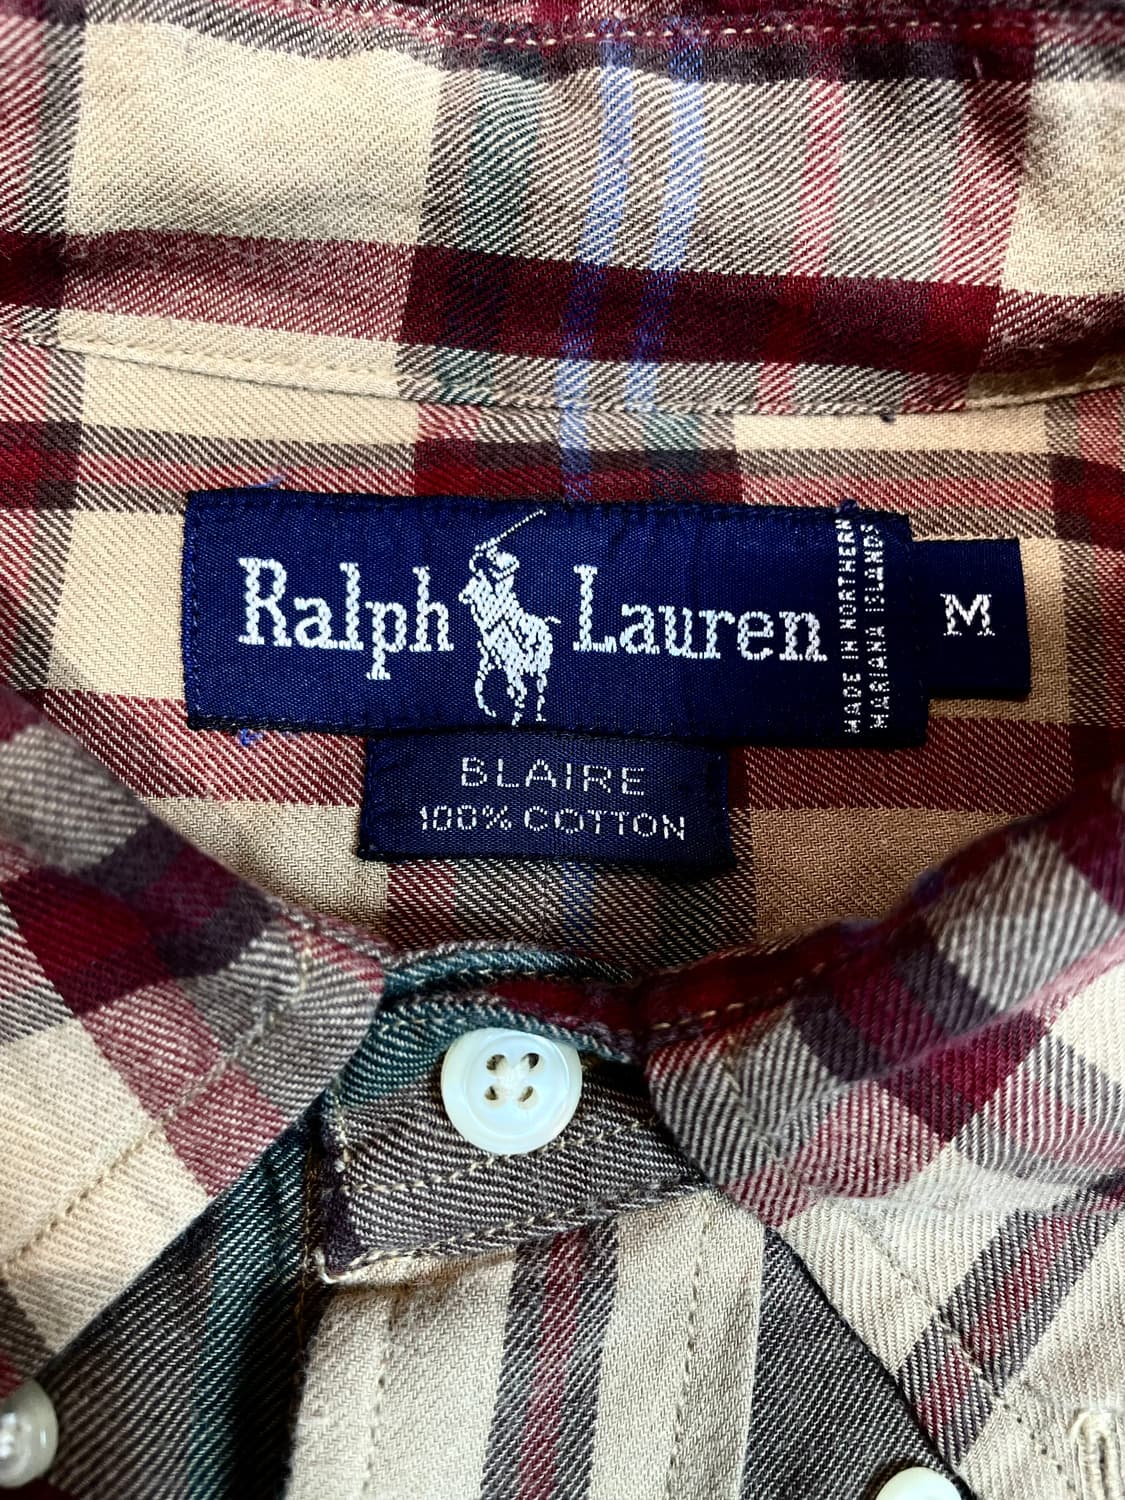 Ralph Lauren
MADE IN NORTHERN
MARIANA ISLANDS
M
BLAIRE
100% COTTON